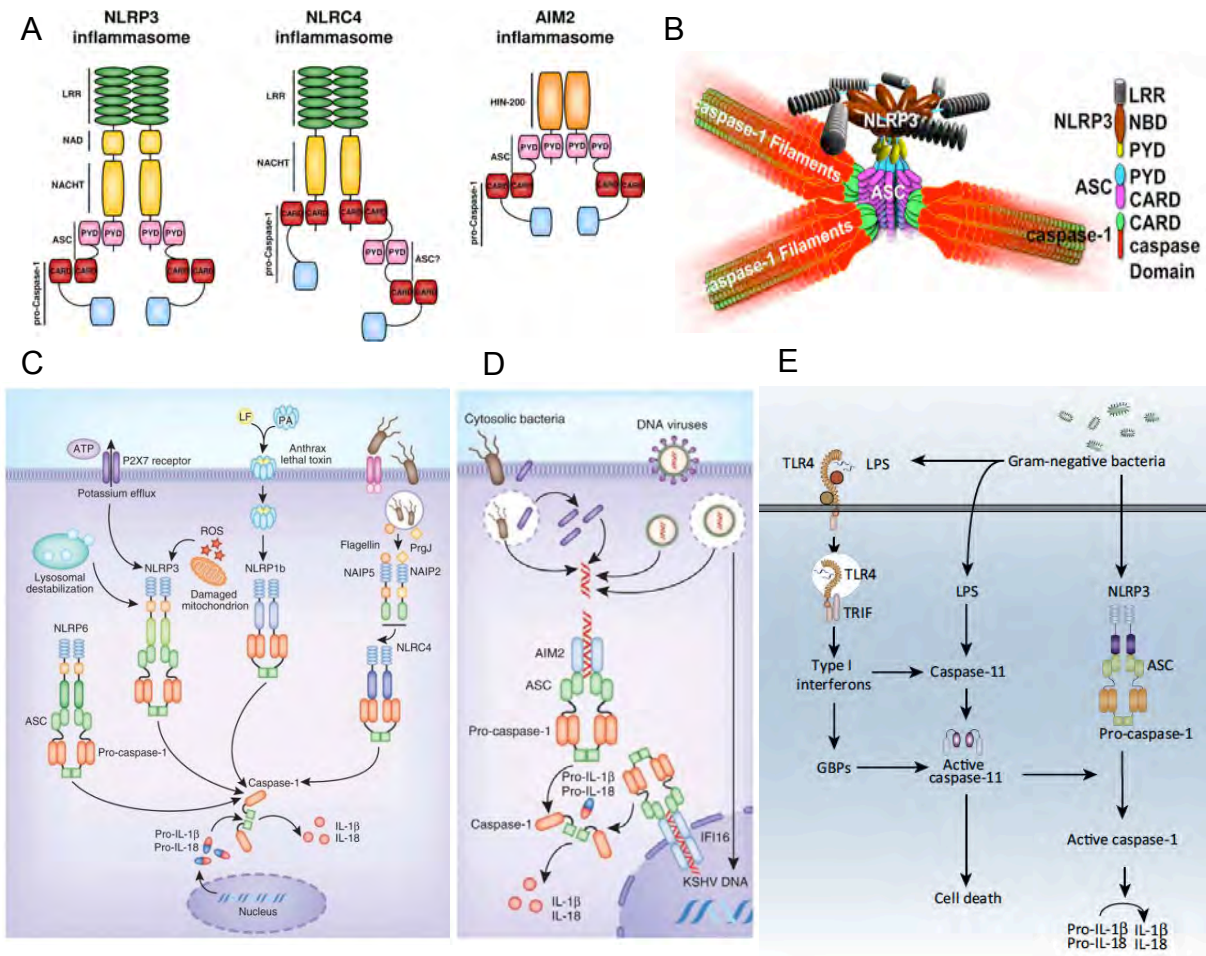 A
NLRP3
inflammasome
LRR
NAD
NACHT
ASC
PYD PYD PYD PYD
pro-Caspase-1
CARD CARD CARD CARD
NLRC4
inflammasome
LRR
NACHT
pro-Caspase-1
CARD CARD CARD CARD
PYD PYD
ASC?
CARD CARD
AIM2
inflammasome
HIN-200
ASC
PYD PYD PYD PYD
pro-Caspase-1
CARD CARD CARD CARD
B
NLRP3
caspase-1 Filaments
ASC
caspase-1 Filaments
LRR
NLRP3 NBD
PYD
ASC PYD
CARD
CARD
caspase-1 caspase
Domain
C
LF
PA
ATP
P2X7 receptor
Anthrax
lethal toxin
Potassium efflux
ROS
Flagellin
PrgJ
NLRP3
NLRP1b
NAIP5
NAIP2
Lysosomal
destabilization
Damaged
mitochondrion
NLRP6
NLRC4
ASC
Pro-caspase-1
Caspase-1
Pro-IL-1β
Pro-IL-18
IL-1β
IL-18
Nucleus
D
Cytosolic bacteria
DNA viruses
AIM2
ASC
Pro-caspase-1
Pro-IL-1β
Pro-IL-18
Caspase-1
IFI16
KSHV DNA
IL-1β
IL-18
E
TLR4
LPS
Gram-negative bacteria
TLR4
TRIF
LPS
NLRP3
Type I
interferons
Caspase-11
ASC
Pro-caspase-1
GBPs
Active
caspase-11
Active caspase-1
Cell death
Pro-IL-1β IL-1β
Pro-IL-18 IL-18